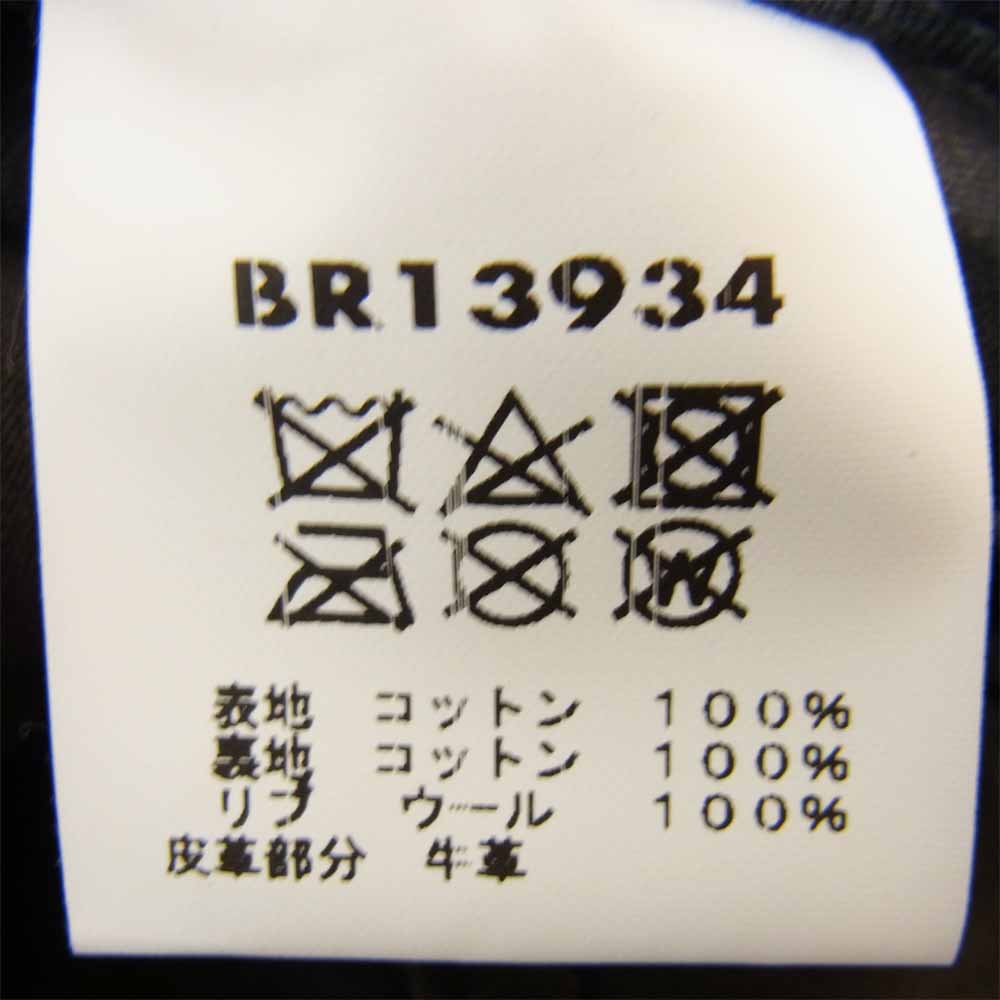 BR13934
表地 コットン 100%
裏地 コットン 100%
リブ ウール 100%
皮革部分 牛革